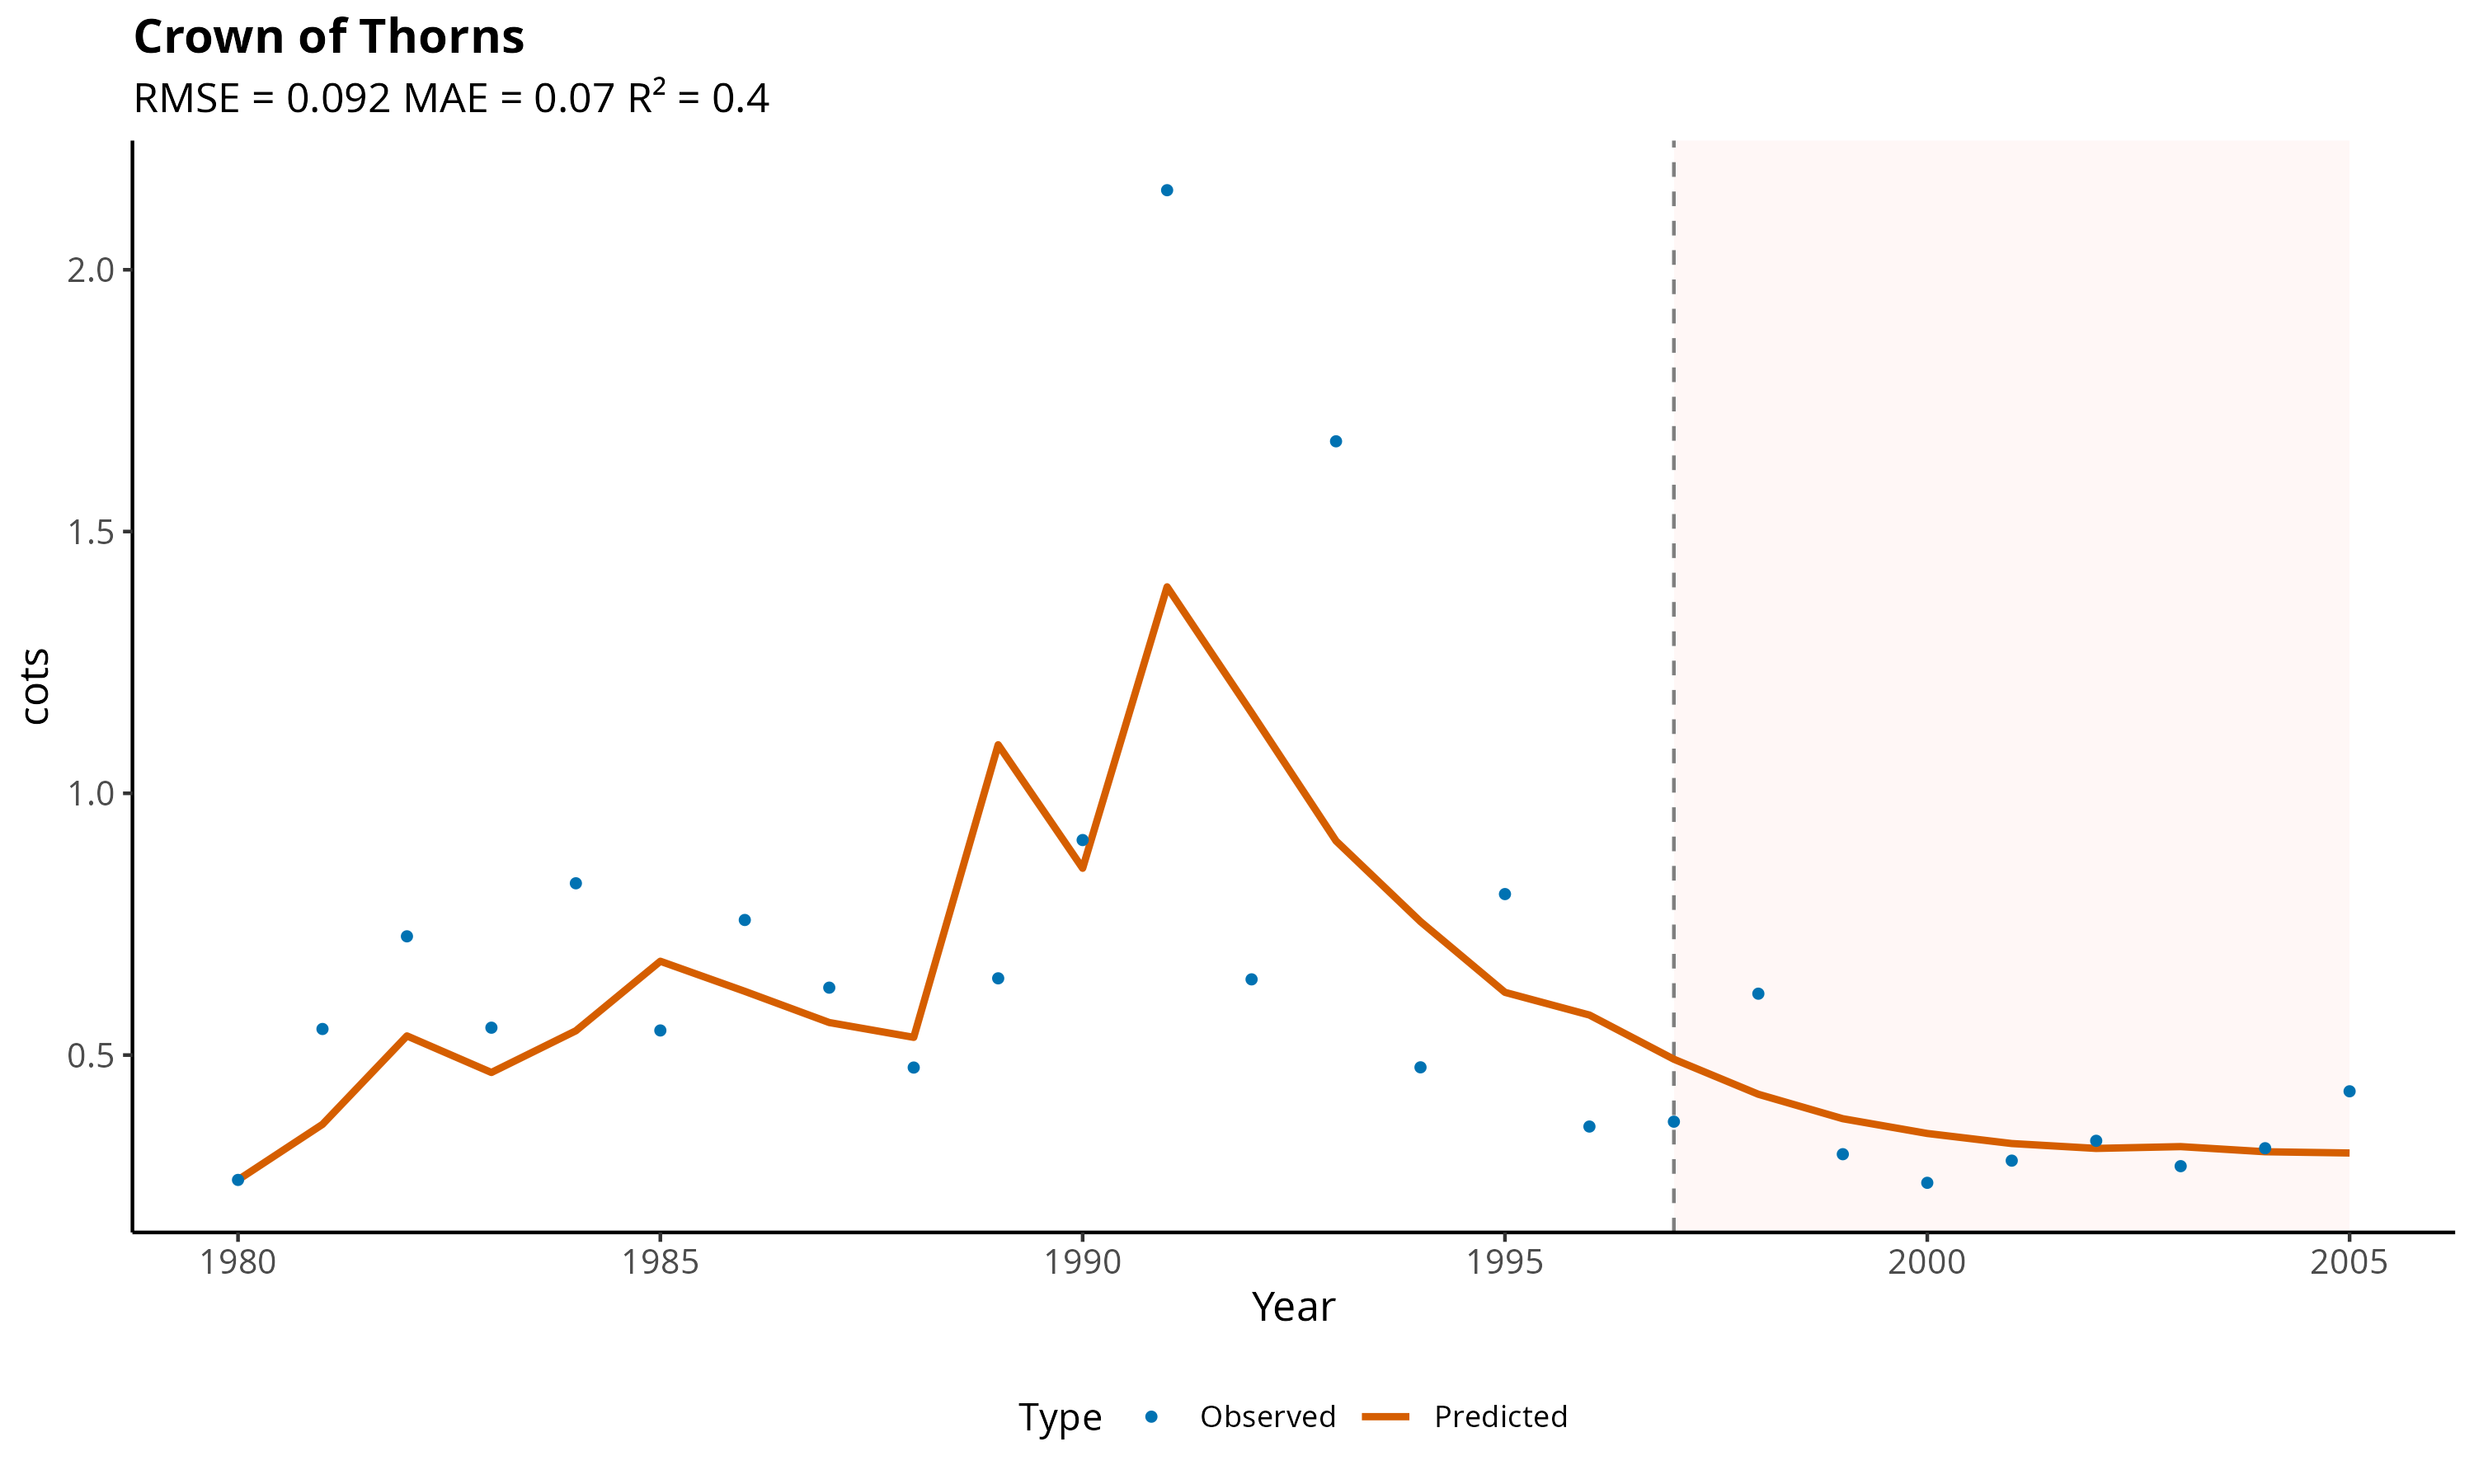 Crown of Thorns
RMSE = 0.092 MAE = 0.07 R² = 0.4
cots
2.0
1.5
1.0
0.5
1980 1985 1990 1995 2000 2005
Year
Type Observed Predicted